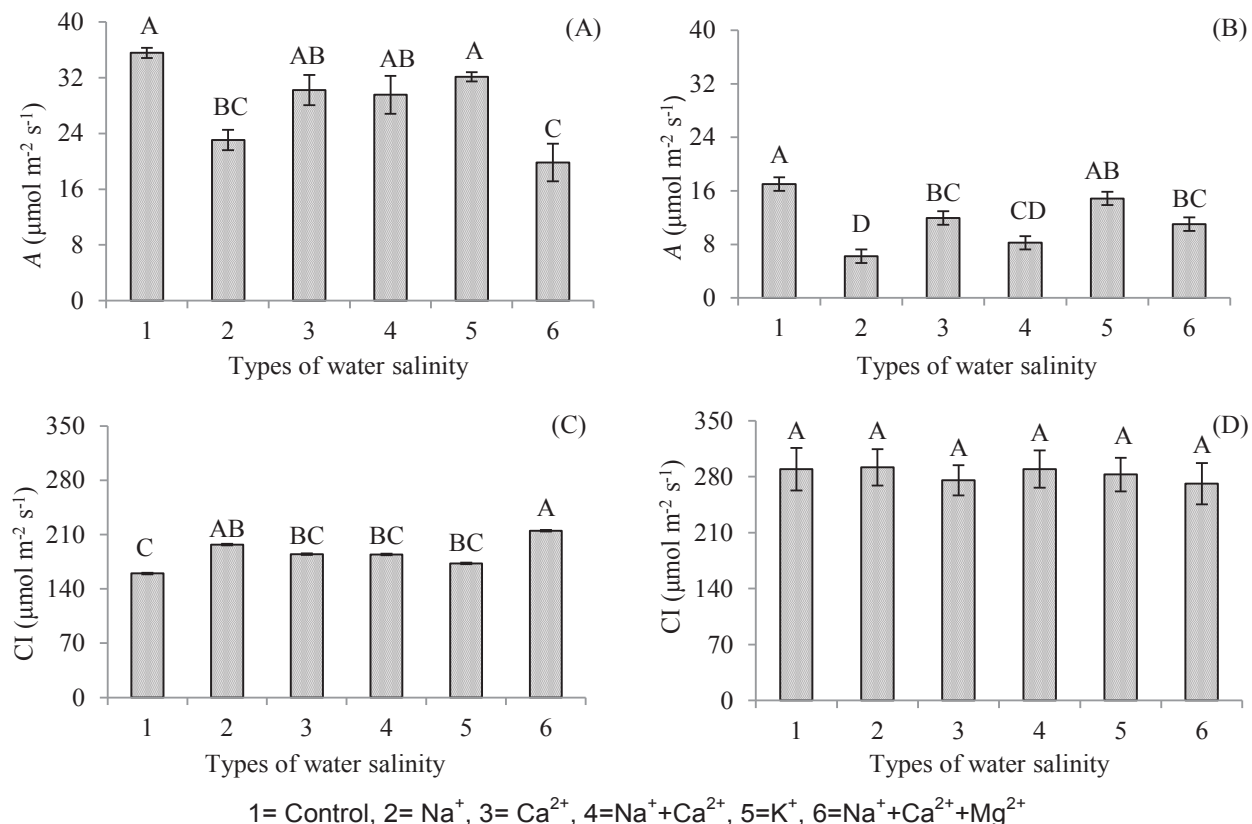 (A)
A (µmol m⁻² s⁻¹)
40
32
24
16
8
0
A
BC
AB
AB
A
C
1 2 3 4 5 6
Types of water salinity
(B)
A (µmol m⁻² s⁻¹)
40
32
24
16
8
0
A
D
BC
CD
AB
BC
1 2 3 4 5 6
Types of water salinity
(C)
CI (µmol m⁻² s⁻¹)
350
280
210
140
70
0
C
AB
BC
BC
BC
A
1 2 3 4 5 6
Types of water salinity
(D)
CI (µmol m⁻² s⁻¹)
350
280
210
140
70
0
A
A
A
A
A
A
1 2 3 4 5 6
Types of water salinity
1= Control, 2= Na⁺, 3= Ca²⁺, 4=Na⁺+Ca²⁺, 5=K⁺, 6=Na⁺+Ca²⁺+Mg²⁺